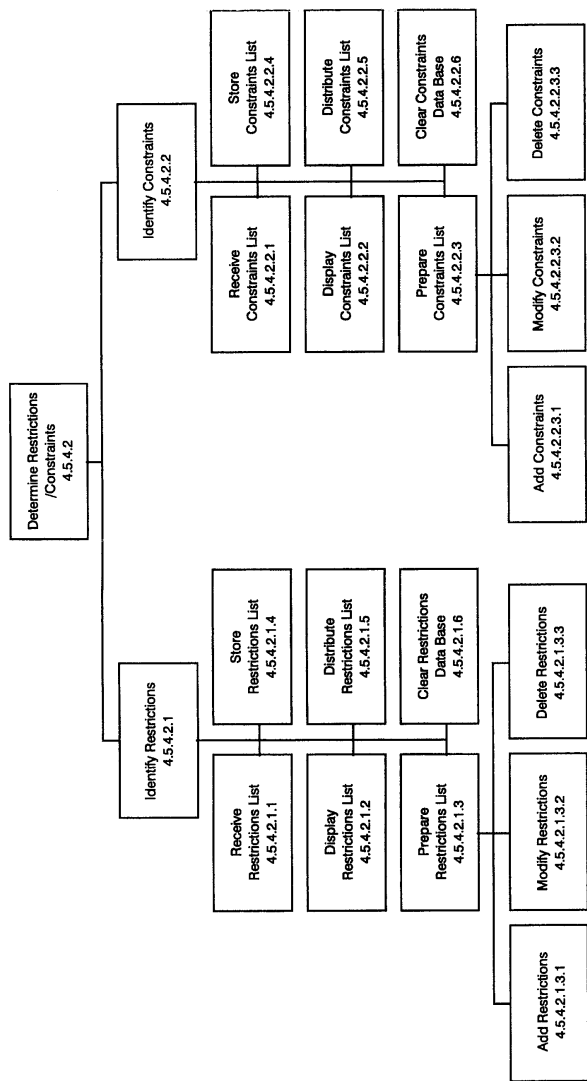 Determine Restrictions
/Constraints
4.5.4.2
Identify Restrictions
4.5.4.2.1
Identify Constraints
4.5.4.2.2
Receive
Restrictions List
4.5.4.2.1.1
Store
Restrictions List
4.5.4.2.1.4
Display
Restrictions List
4.5.4.2.1.2
Distribute
Restrictions List
4.5.4.2.1.5
Prepare
Restrictions List
4.5.4.2.1.3
Clear Restrictions
Data Base
4.5.4.2.1.6
Add Restrictions
4.5.4.2.1.3.1
Modify Restrictions
4.5.4.2.1.3.2
Delete Restrictions
4.5.4.2.1.3.3
Receive
Constraints List
4.5.4.2.2.1
Store
Constraints List
4.5.4.2.2.4
Display
Constraints List
4.5.4.2.2.2
Distribute
Constraints List
4.5.4.2.2.5
Prepare
Constraints List
4.5.4.2.2.3
Clear Constraints
Data Base
4.5.4.2.2.6
Add Constraints
4.5.4.2.2.3.1
Modify Constraints
4.5.4.2.2.3.2
Delete Constraints
4.5.4.2.2.3.3